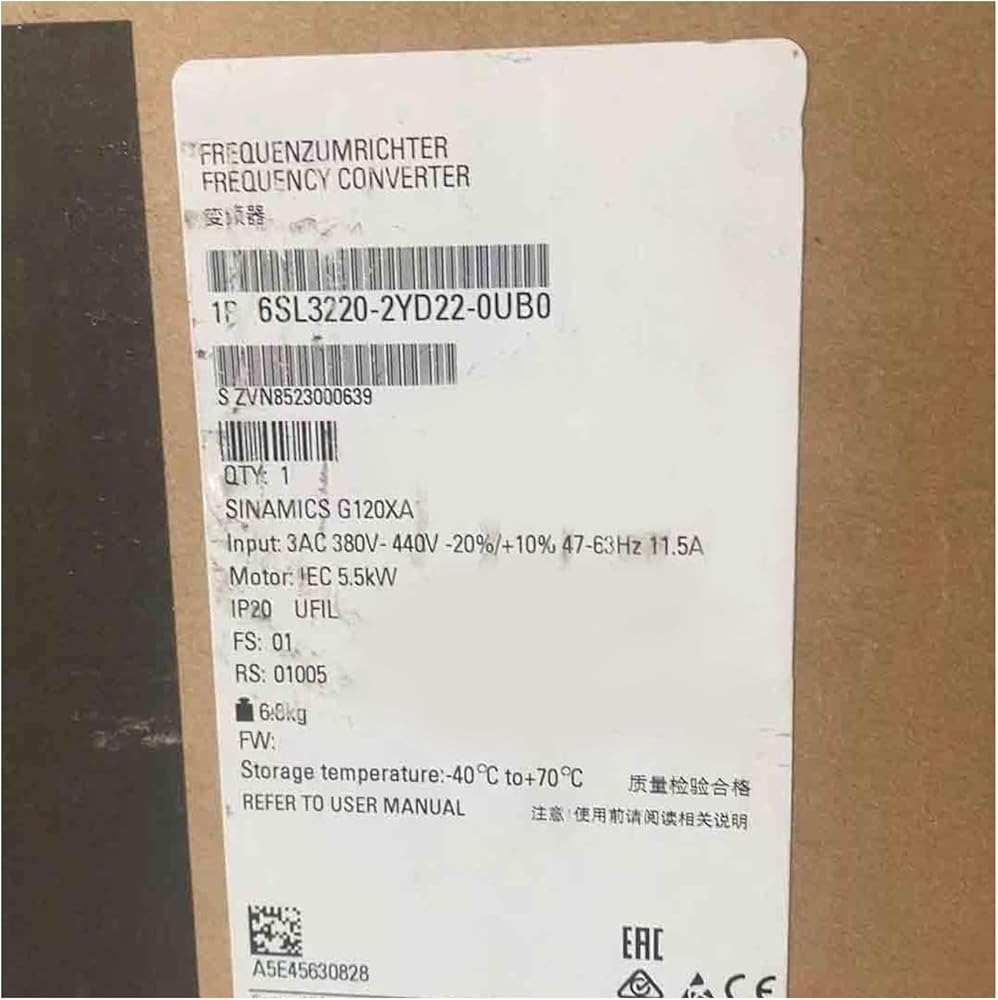 FREQUENZUMRICHTER
FREQUENCY CONVERTER
变频器
1P 6SL3220-2YD22-0UB0
S ZVN8523000639
QTY: 1
SINAMICS G120XA
Input: 3AC 380V- 440V -20%/+10% 47-63Hz 11.5A
Motor: IEC 5.5kW
IP20 UFIL
FS: 01
RS: 01005
6.8kg
FW:
Storage temperature:-40°C to+70°C 质量检验合格
REFER TO USER MANUAL 注意!使用前请阅读相关说明
A5E45630828
EAC
CE